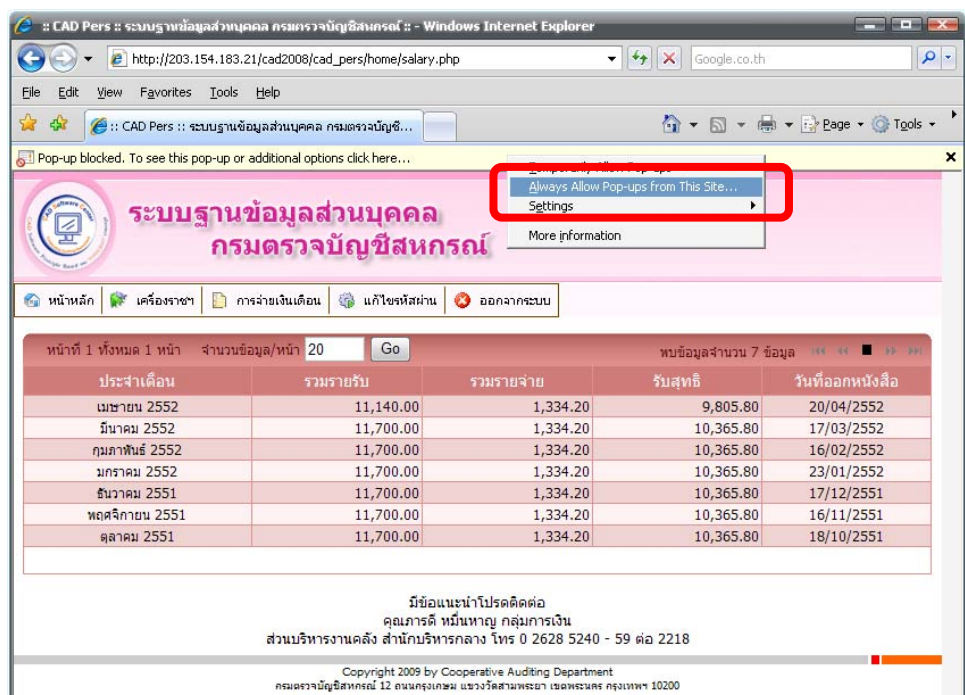 :: CAD Pers :: ระบบฐานข้อมูลส่วนบุคคล กรมตรวจบัญชีสหกรณ์ :: - Windows Internet Explorer
http://203.154.183.21/cad2008/cad_pers/home/salary.php
Google.co.th
File Edit View Favorites Tools Help
:: CAD Pers :: ระบบฐานข้อมูลส่วนบุคคล กรมตรวจบัญชี...
Page Tools
Pop-up blocked. To see this pop-up or additional options click here...
Temporarily Allow Pop-ups
Always Allow Pop-ups from This Site...
Settings
More information
ระบบฐานข้อมูลส่วนบุคคล
กรมตรวจบัญชีสหกรณ์
หน้าหลัก เครื่องราชฯ การจ่ายเงินเดือน แก้ไขรหัสผ่าน ออกจากระบบ
หน้าที่ 1 ทั้งหมด 1 หน้า จำนวนข้อมูล/หน้า 20 Go พบข้อมูลจำนวน 7 ข้อมูล
ประจำเดือน รวมรายรับ รวมรายจ่าย รับสุทธิ วันที่ออกหนังสือ
เมษายน 2552 11,140.00 1,334.20 9,805.80 20/04/2552
มีนาคม 2552 11,700.00 1,334.20 10,365.80 17/03/2552
กุมภาพันธ์ 2552 11,700.00 1,334.20 10,365.80 16/02/2552
มกราคม 2552 11,700.00 1,334.20 10,365.80 23/01/2552
ธันวาคม 2551 11,700.00 1,334.20 10,365.80 17/12/2551
พฤศจิกายน 2551 11,700.00 1,334.20 10,365.80 16/11/2551
ตุลาคม 2551 11,700.00 1,334.20 10,365.80 18/10/2551
มีข้อแนะนำโปรดติดต่อ
คุณภารดี หมื่นหาญ กลุ่มการเงิน
ส่วนบริหารงานคลัง สำนักบริหารกลาง โทร 0 2628 5240 - 59 ต่อ 2218
Copyright 2009 by Cooperative Auditing Department
กรมตรวจบัญชีสหกรณ์ 12 ถนนกรุงเกษม แขวงวัดสามพระยา เขตพระนคร กรุงเทพฯ 10200